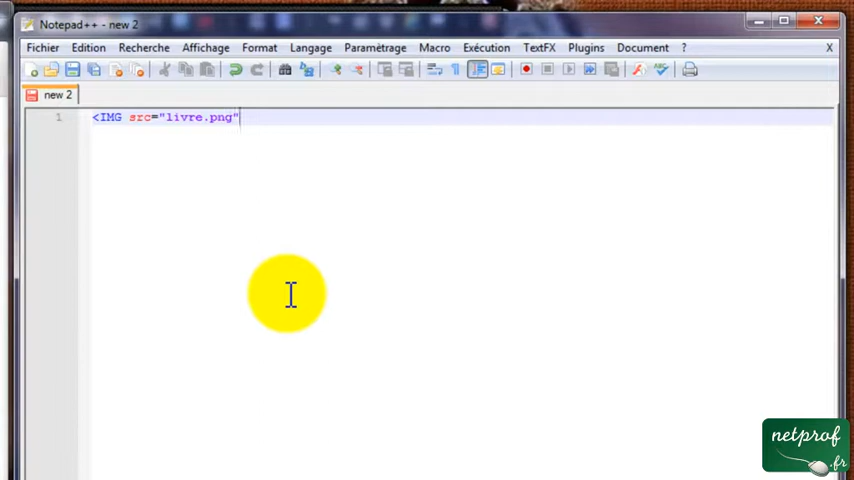 Notepad++ - new 2
Fichier Edition Recherche Affichage Format Langage Paramètrage Macro Exécution TextFX Plugins Document ? X
new 2
1 <IMG src="livre.png"
netprof
.fr